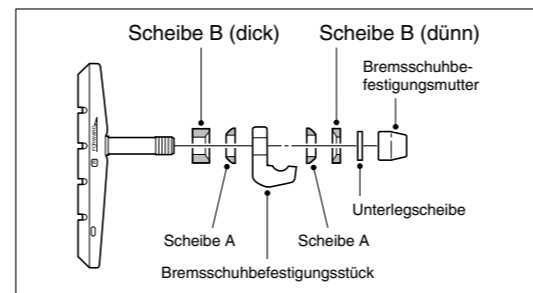 Scheibe B (dick)
Scheibe B (dünn)
Bremsschuhbe-
festigungsmutter
Unterlegscheibe
Scheibe A
Scheibe A
Bremsschuhbefestigungsstück